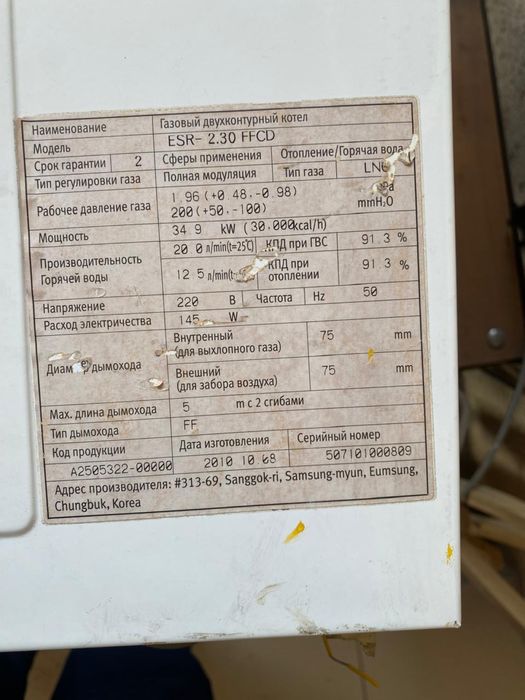 Наименование Газовый двухконтурный котел
Модель ESR- 2.30 FFCD
Срок гарантии 2 Сферы применения Отопление/Горячая вода
Тип регулировки газа Полная модуляция Тип газа
Рабочее давление газа 1.96 (+0.48,-0.98)
200 (+50,-100) mmH₂O
Мощность 34 9 kW (30.000kcal/h)
Производительность Горячей воды 20 0 л/min(t=25℃) КПД при ГВС 91.3 %
12 5 КПД при отоплении 91.3 %
Напряжение 220 В Частота Hz 50
Расход электричества 145 W
дымохода Внутренный (для выхлопного газа) 75 mm
Внешний (для забора воздуха) 75 mm
Мах. длина дымохода 5 m с 2 сгибами
Тип дымохода FF
Код продукции Дата изготовления Серийный номер
A2505322-00000 2010 10 507101000809
Адрес производителя: #313-69, Sanggok-ri, Samsung-myun, Eumsung,
Chungbuk, Korea